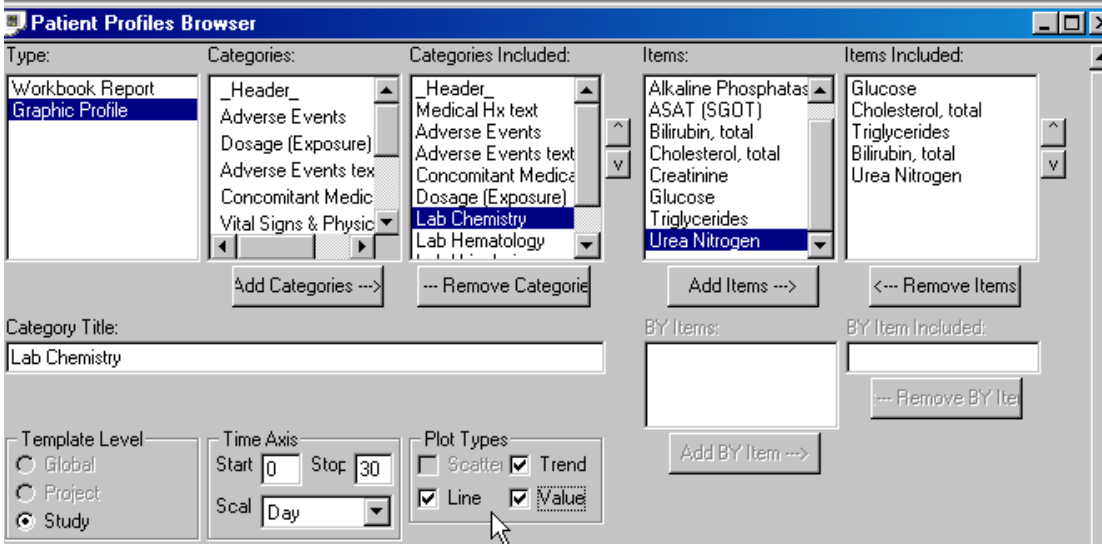 Patient Profiles Browser
Type:
Workbook Report
Graphic Profile
Categories:
_Header_
Adverse Events
Dosage (Exposure)
Adverse Events tex
Concomitant Medic
Vital Signs & Physic
Add Categories --->
Categories Included:
_Header_
Medical Hx text
Adverse Events
Adverse Events text
Concomitant Medica
Dosage (Exposure)
Lab Chemistry
Lab Hematology
--- Remove Categorie
Items:
Alkaline Phosphatas
ASAT (SGOT)
Bilirubin, total
Cholesterol, total
Creatinine
Glucose
Triglycerides
Urea Nitrogen
Add Items --->
Items Included:
Glucose
Cholesterol, total
Triglycerides
Bilirubin, total
Urea Nitrogen
<--- Remove Items
Category Title:
Lab Chemistry
BY Items:
Add BY Item --->
BY Item Included:
--- Remove BY Iter
Template Level
Global
Project
Study
Time Axis
Start 0 Stop 30
Scal Day
Plot Types
Scatter Trend
Line Value